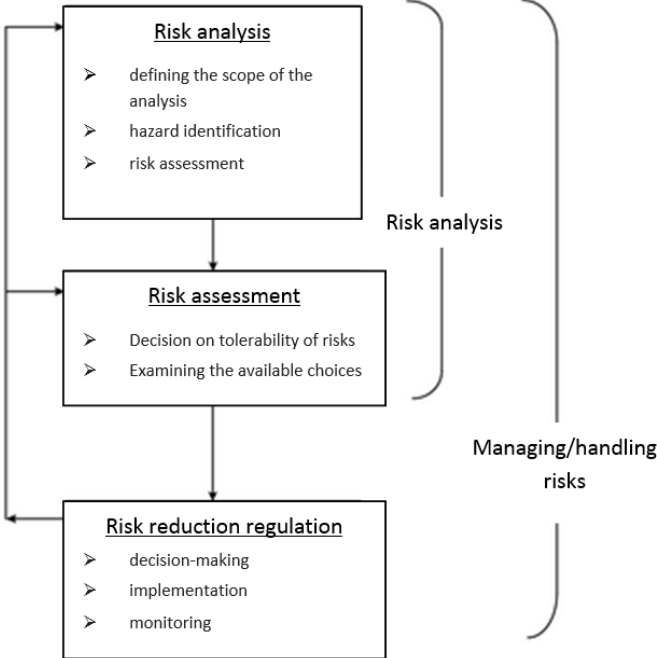 Risk analysis
➢ defining the scope of the
analysis
➢ hazard identification
➢ risk assessment
Risk analysis
Risk assessment
➢ Decision on tolerability of risks
➢ Examining the available choices
Managing/handling
risks
Risk reduction regulation
➢ decision-making
➢ implementation
➢ monitoring